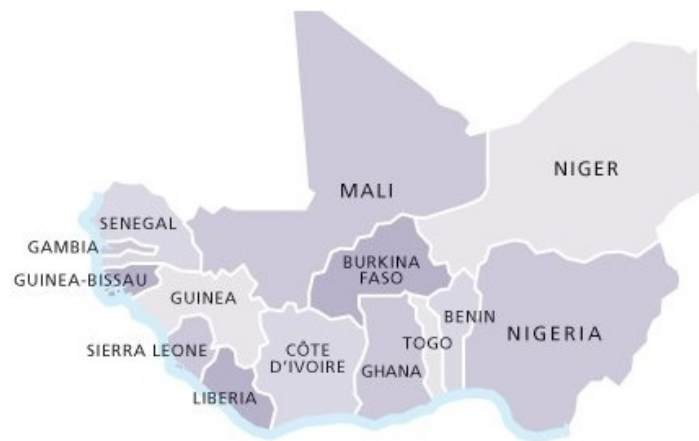 NIGER
MALI
SENEGAL
GAMBIA
BURKINA
FASO
GUINEA-BISSAU
GUINEA
BENIN
NIGERIA
TOGO
SIERRA LEONE
CÔTE
D'IVOIRE
GHANA
LIBERIA